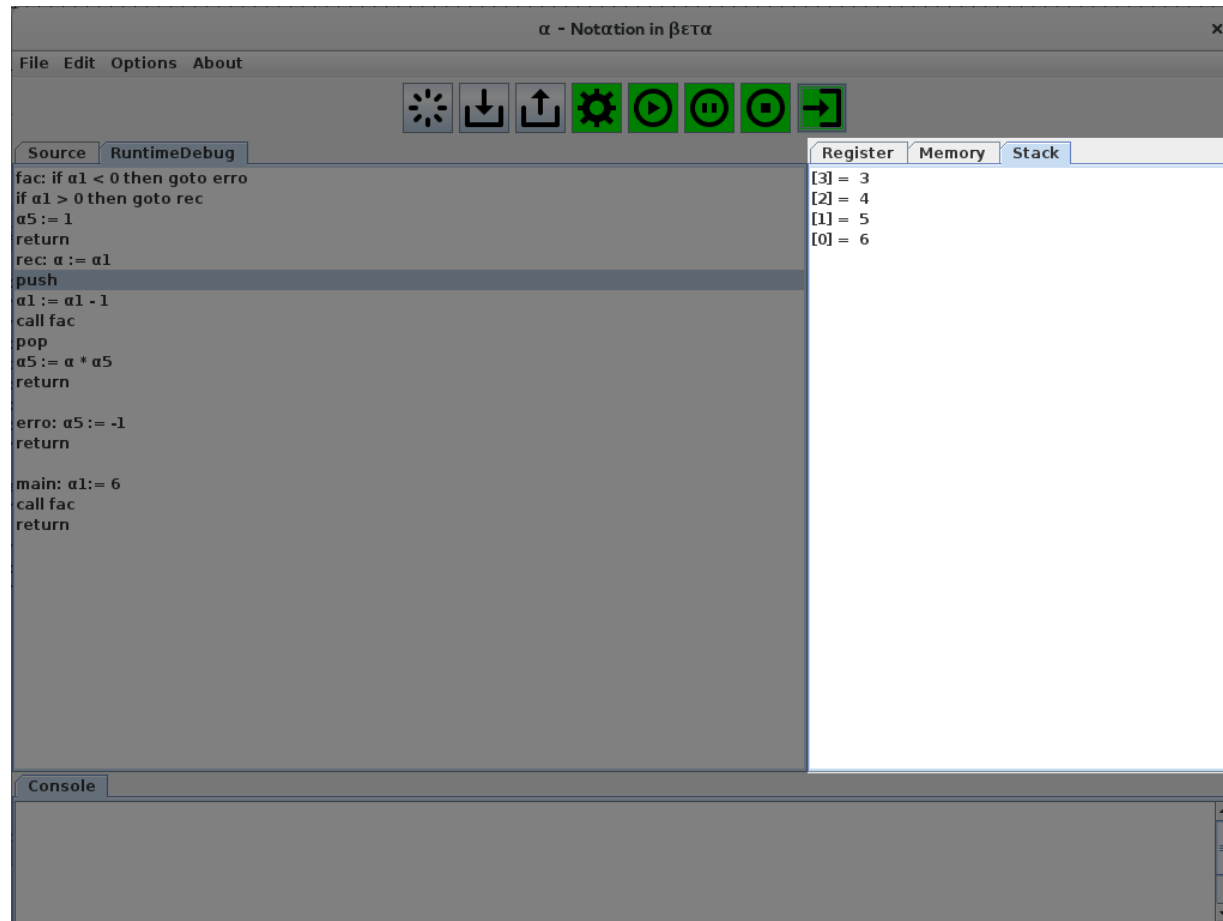 α - Notαtion in βετα
×
File Edit Options About
Source RuntimeDebug
fac: if α1 < 0 then goto erro
if α1 > 0 then goto rec
α5 := 1
return
rec: α := α1
push
α1 := α1 - 1
call fac
pop
α5 := α * α5
return
erro: α5 := -1
return
main: α1:= 6
call fac
return
Register Memory Stack
[3] = 3
[2] = 4
[1] = 5
[0] = 6
Console